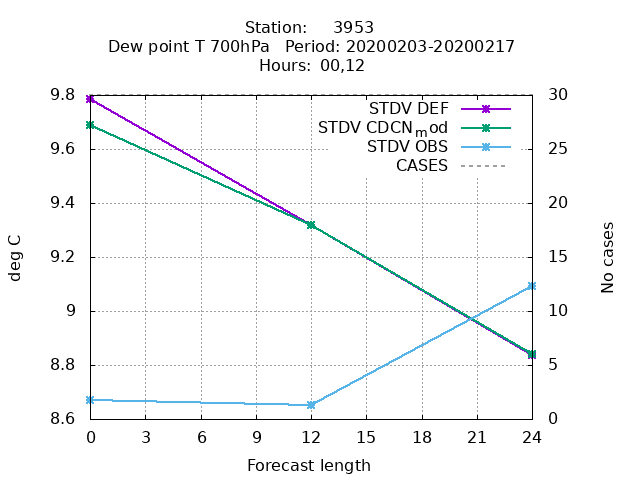 Station: 3953
Dew point T 700hPa Period: 20200203-20200217
Hours: 00,12
9.8
9.6
9.4
9.2
9
8.8
8.6
deg C
30
25
20
15
10
5
0
No cases
STDV DEF
STDV CDCNmod
STDV OBS
CASES
0 3 6 9 12 15 18 21 24
Forecast length